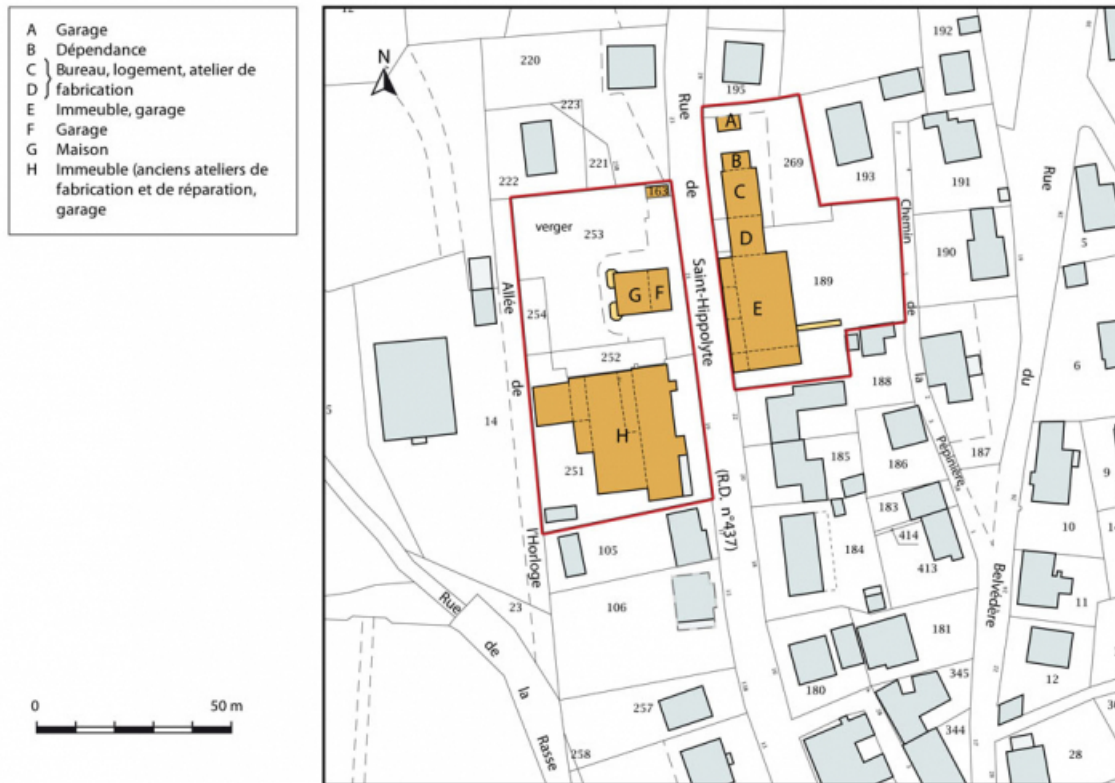 A Garage
B Dépendance
C Bureau, logement, atelier de
D fabrication
E Immeuble, garage
F Garage
G Maison
H Immeuble (anciens ateliers de
fabrication et de réparation,
garage
0 50 m
N
220
223
221
222
195
192
Rue
A
B
C
D
E
269
193
191
190
189
163
verger
253
254
G
F
252
H
251
de
Saint-Hippolyte
(R.D. n°437)
Allée
de
l'Horloge
14
Chemin
de
la
Pépinière
Rue
du
Belvédère
5
6
188
187
185
186
183
184
414
413
9
10
11
12
105
106
23
Rue
de
la
Rasse
181
180
345
344
257
258
28